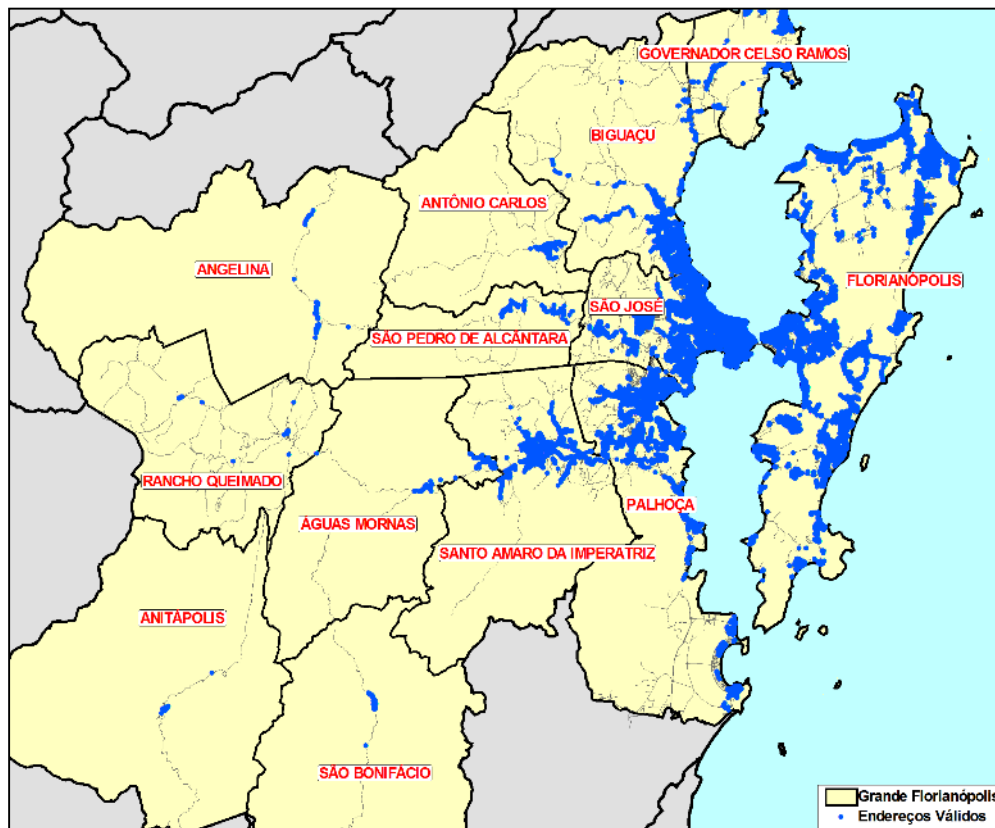 GOVERNADOR CELSO RAMOS
BIGUAÇU
ANTÔNIO CARLOS
ANGELINA
FLORIANÓPOLIS
SÃO JOSÉ
SÃO PEDRO DE ALCÂNTARA
RANCHO QUEIMADO
PALHOÇA
ÁGUAS MORNAS
SANTO AMARO DA IMPERATRIZ
ANITÁPOLIS
SÃO BONIFÁCIO
Grande Florianópolis
Endereços Válidos